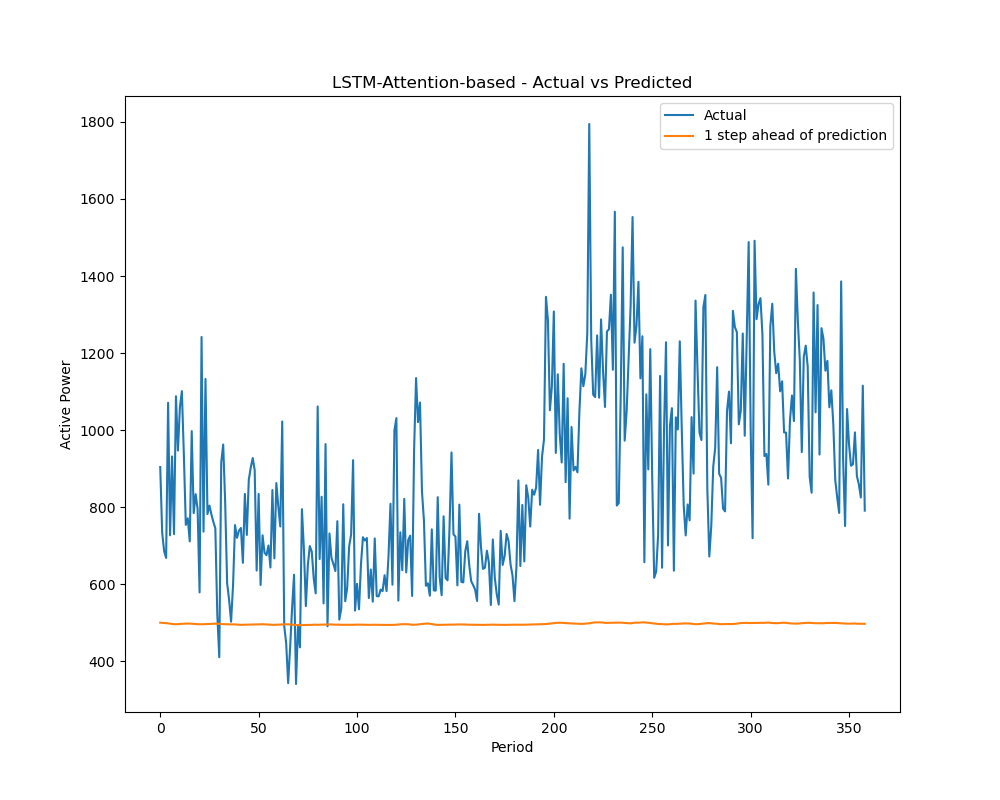 LSTM-Attention-based - Actual vs Predicted
Actual
1 step ahead of prediction
1800
1600
1400
1200
1000
800
600
400
Active Power
0 50 100 150 200 250 300 350
Period